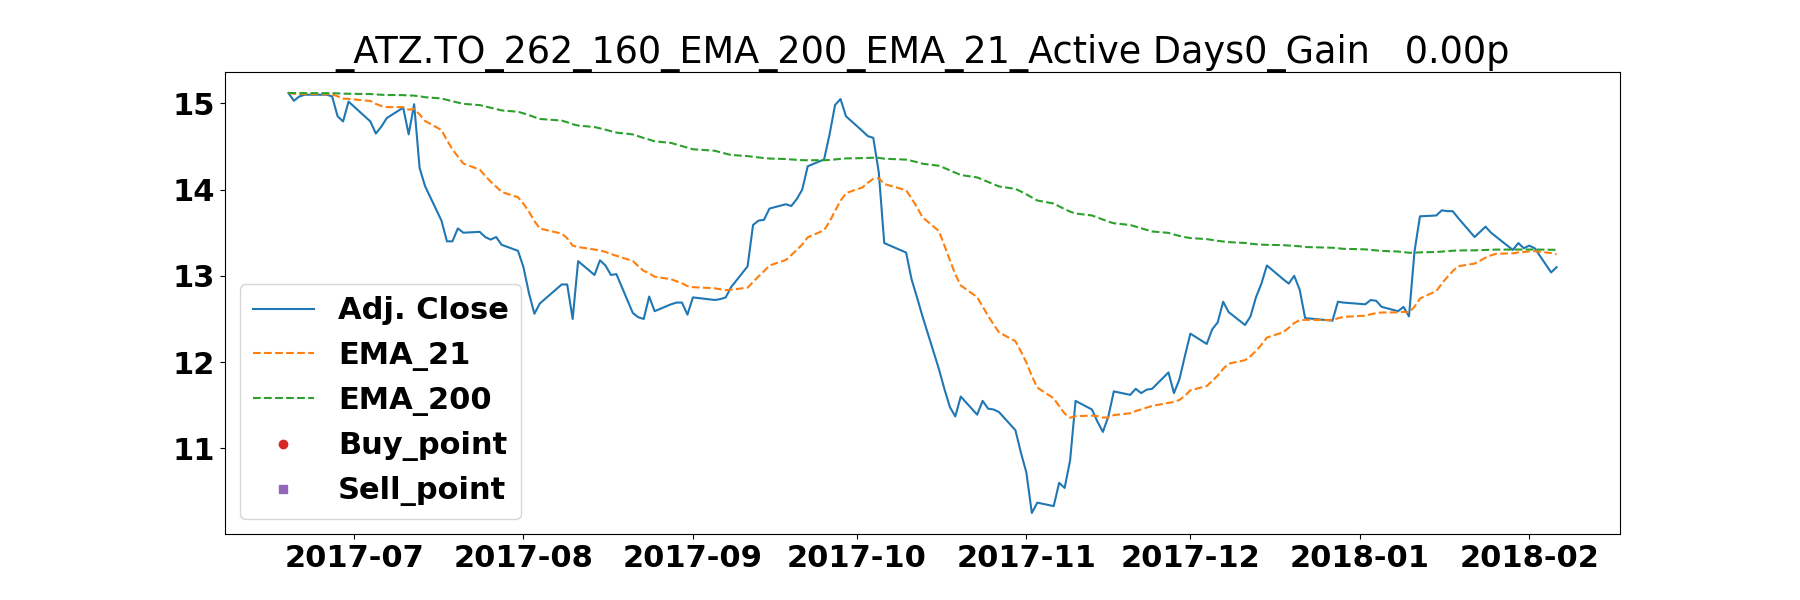 _ATZ.TO_262_160_EMA_200_EMA_21_Active Days0_Gain   0.00p
15
14
13
12
11
Adj. Close
EMA_21
EMA_200
Buy_point
Sell_point
2017-07 2017-08 2017-09 2017-10 2017-11 2017-12 2018-01 2018-02